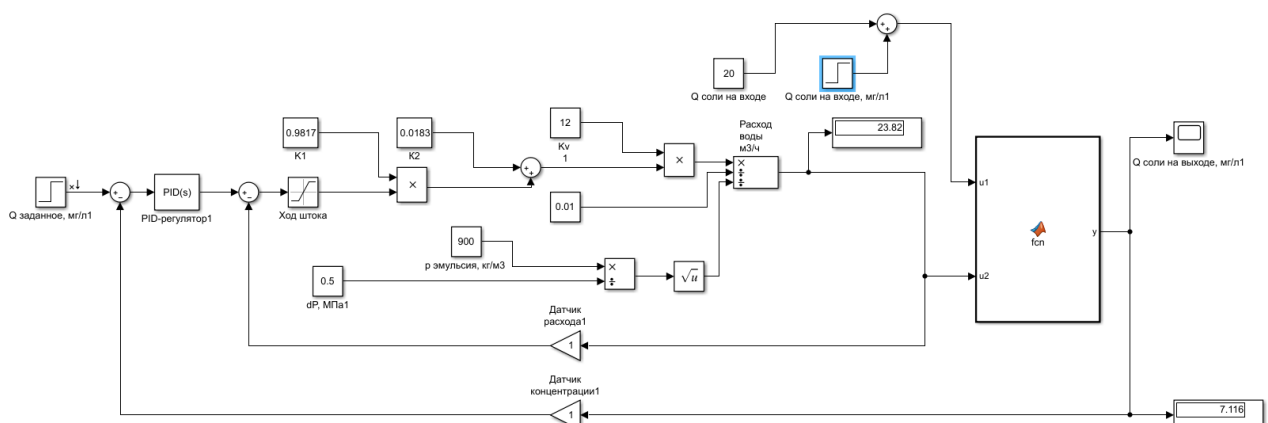 20
Q соли на входе
Q соли на входе, мг/л1
0.9817
K1
0.0183
К2
12
Kv
1
Расход
воды
м3/ч
23.82
Q соли на выходе, мг/л1
Q заданное, мг/л1
PID(s)
PID-регулятор1
Ход штока
0.01
900
р эмульсия, кг/м3
0.5
dP, МПа1
√u
u1
u2
fcn
y
Датчик
расхода1
1
Датчик
концентрации1
1
7.116